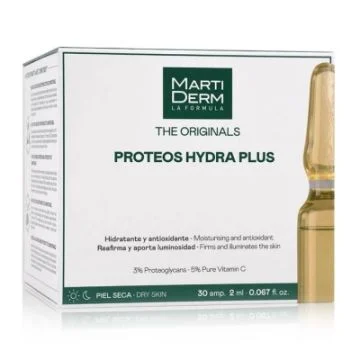 MARTI
DERM
LA FORMULA
THE ORIGINALS
PROTEOS HYDRA PLUS
Hidratante y antioxidante · Moisturising and antioxidant
Reafirma y aporta luminosidad · Firms and illuminates the skin
3% Proteoglycans · 5% Pure Vitamin C
PIEL SECA · DRY SKIN
30 amp. 2 ml · 0.067 fl. oz.